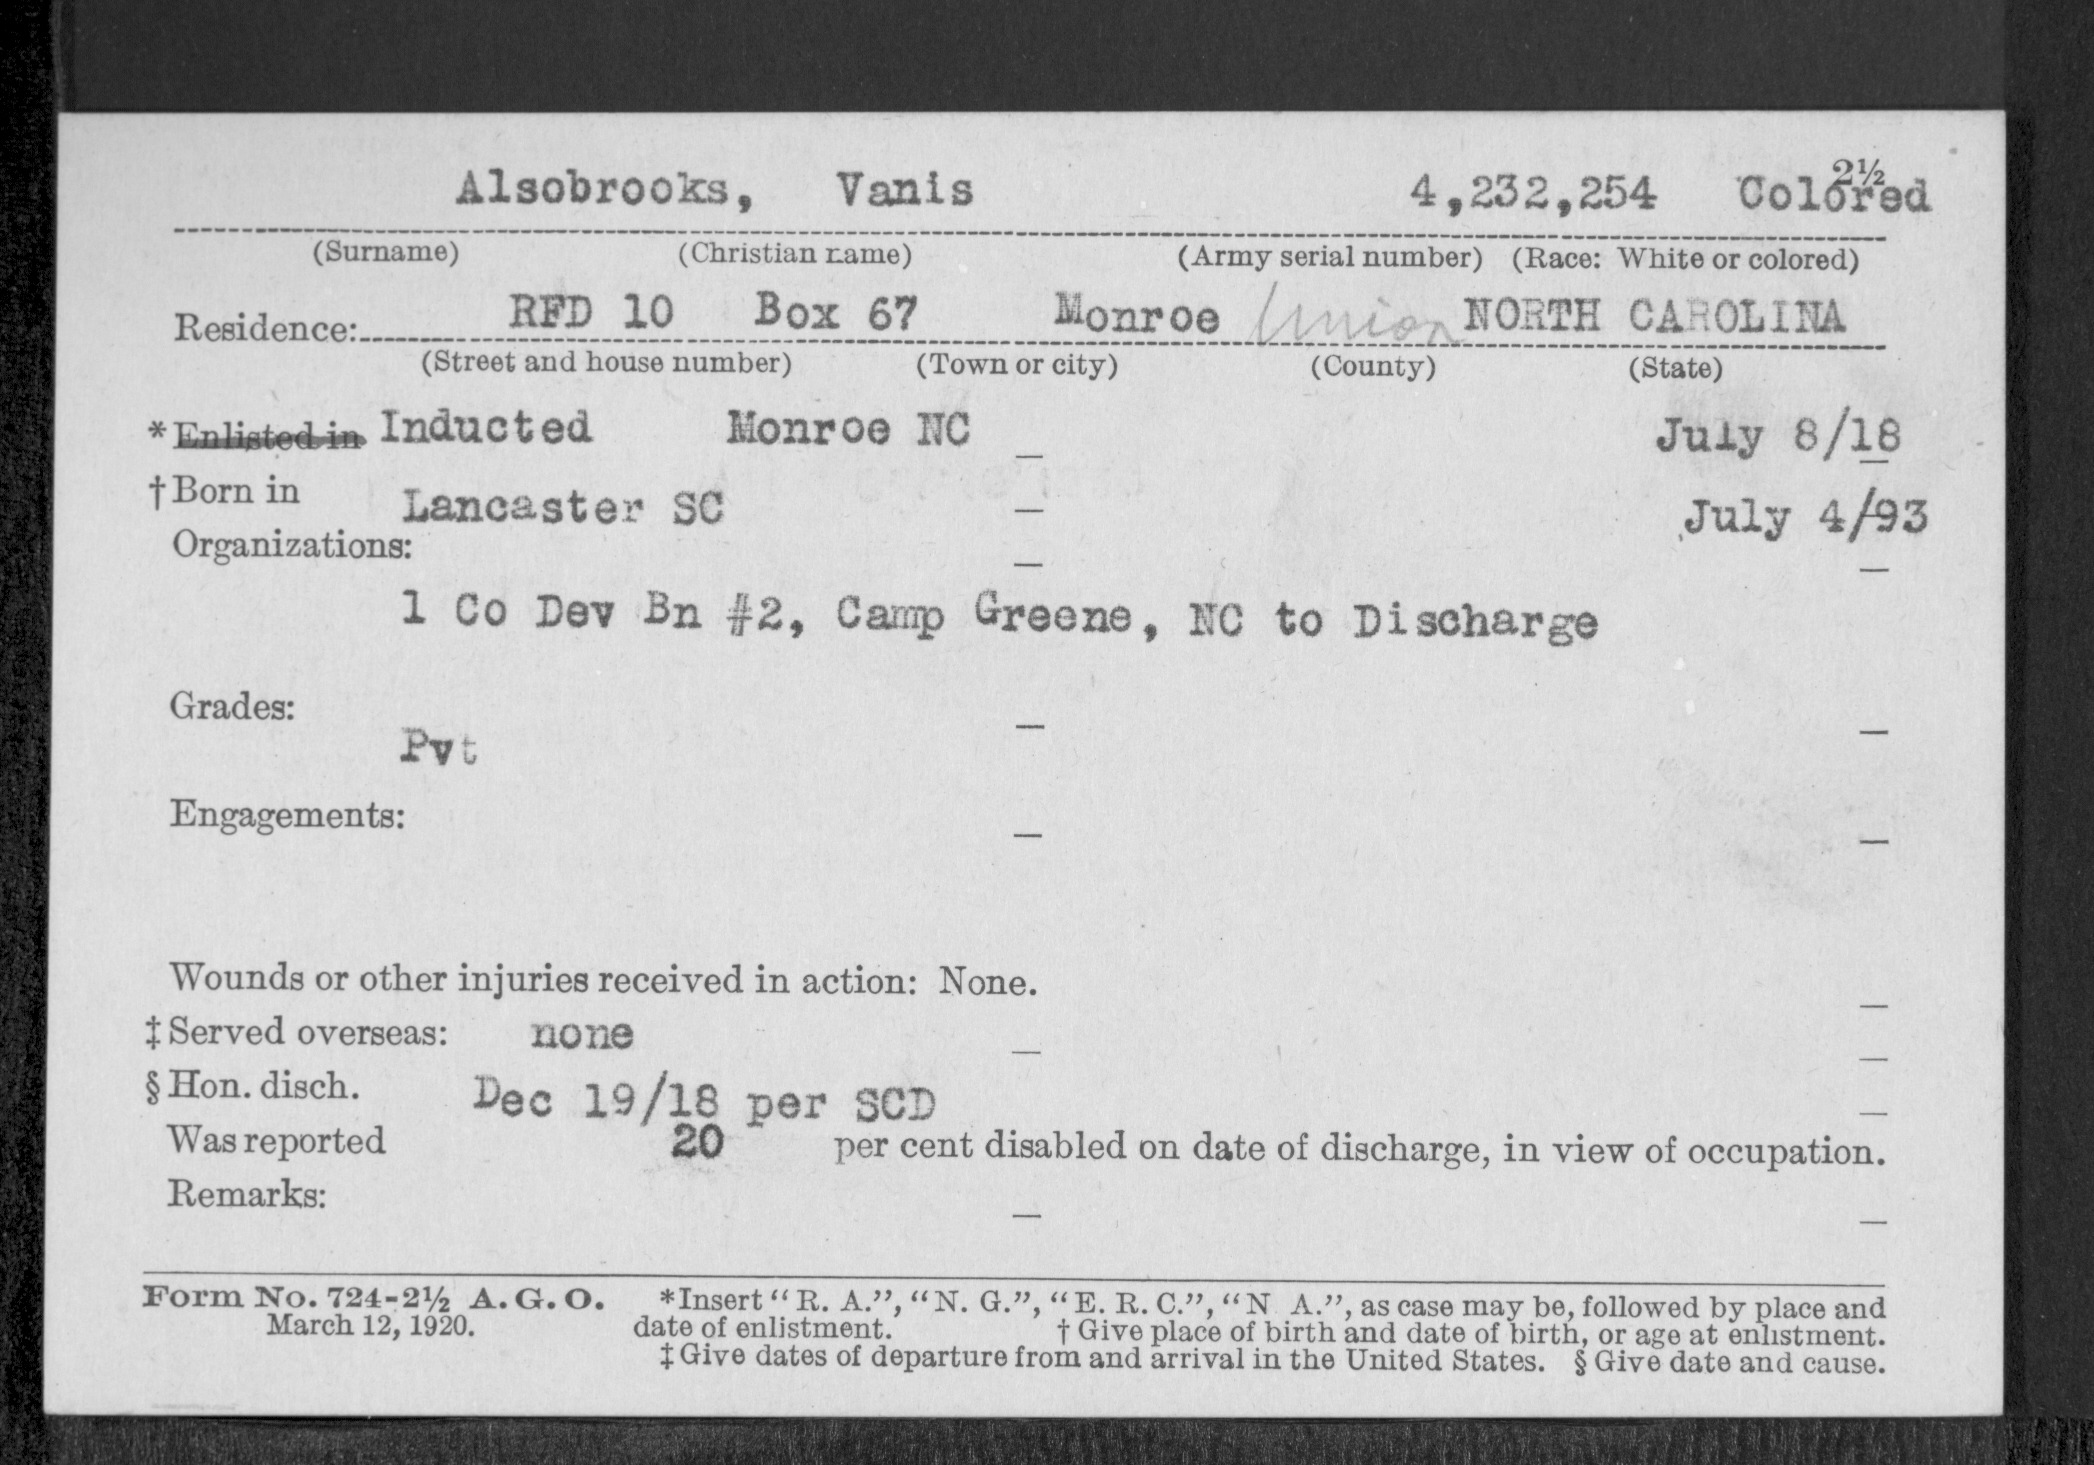 2½
Alsobrooks, Vanis 4,232,254 Colored
(Surname) (Christian name) (Army serial number) (Race: White or colored)
Residence: RFD 10 Box 67 Monroe Union NORTH CAROLINA
(Street and house number) (Town or city) (County) (State)
* Enlisted in Inducted Monroe NC July 8/18
† Born in Lancaster SC July 4/93
Organizations:
1 Co Dev Bn #2, Camp Greene, NC to Discharge
Grades:
Pvt
Engagements:
Wounds or other injuries received in action: None.
‡ Served overseas: none
§ Hon. disch. Dec 19/18 per SCD
Was reported 20 per cent disabled on date of discharge, in view of occupation.
Remarks:
Form No. 724-2½ A. G. O. *Insert "R. A.", "N. G.", "E. R. C.", "N A.", as case may be, followed by place and
March 12, 1920. date of enlistment. † Give place of birth and date of birth, or age at enlistment.
‡ Give dates of departure from and arrival in the United States. § Give date and cause.